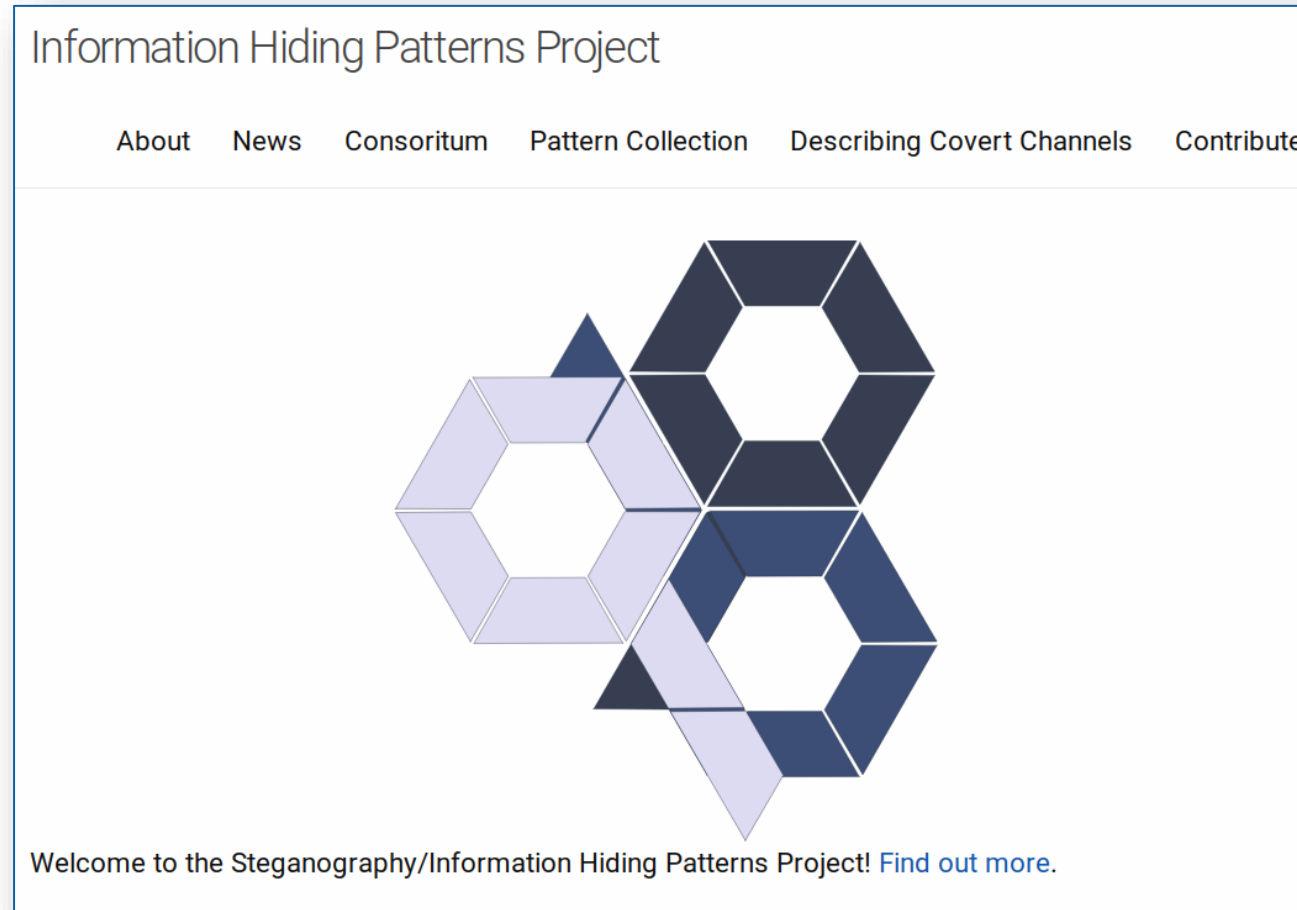 Information Hiding Patterns Project
About News Consoritum Pattern Collection Describing Covert Channels Contribute
Welcome to the Steganography/Information Hiding Patterns Project! Find out more.